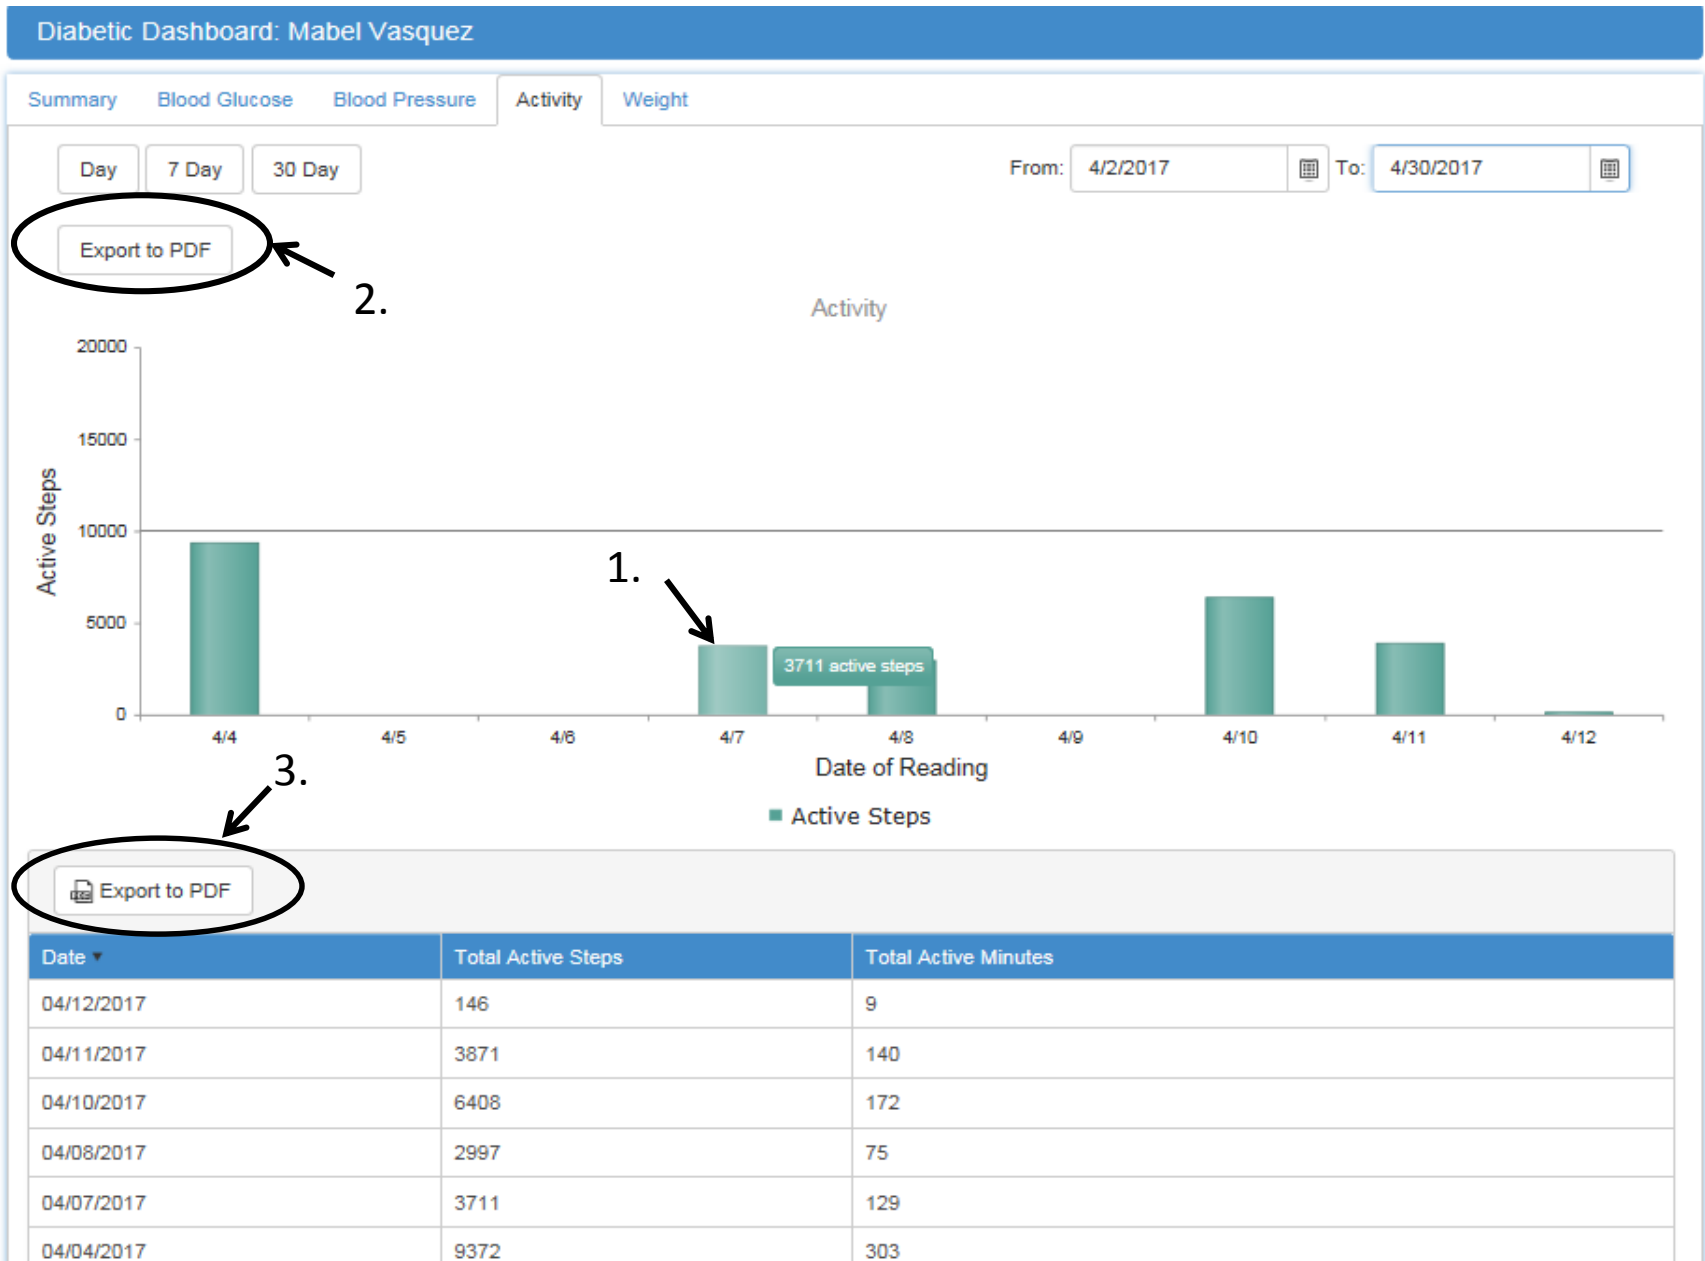 Diabetic Dashboard: Mabel Vasquez
Summary Blood Glucose Blood Pressure Activity Weight
Day 7 Day 30 Day From: 4/2/2017 To: 4/30/2017
Export to PDF
2.
Activity
20000
15000
10000
5000
0
Active Steps
1.
3711 active steps
4/4 4/5 4/6 4/7 4/8 4/9 4/10 4/11 4/12
Date of Reading
3.
Active Steps
Export to PDF
Date Total Active Steps Total Active Minutes
04/12/2017 146 9
04/11/2017 3871 140
04/10/2017 6408 172
04/08/2017 2997 75
04/07/2017 3711 129
04/04/2017 9372 303